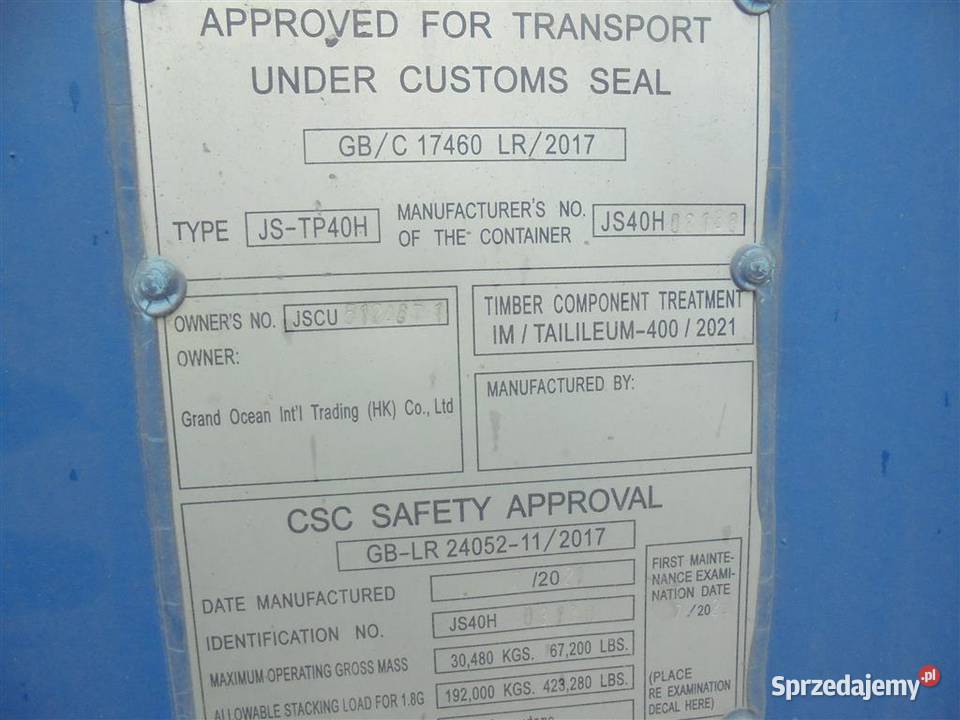 APPROVED FOR TRANSPORT
UNDER CUSTOMS SEAL
GB/C 17460 LR/2017
TYPE JS-TP40H
MANUFACTURER'S NO.
OF THE CONTAINER
JS40H
OWNER'S NO. JSCU
OWNER:
Grand Ocean Int'l Trading (HK) Co., Ltd
TIMBER COMPONENT TREATMENT
IM / TAILILEUM-400 / 2021
MANUFACTURED BY:
CSC SAFETY APPROVAL
GB-LR 24052-11/2017
DATE MANUFACTURED /20
IDENTIFICATION NO. JS40H
MAXIMUM OPERATING GROSS MASS 30,480 KGS. 67,200 LBS.
ALLOWABLE STACKING LOAD FOR 1.8G 192,000 KGS. 423,280 LBS.
FIRST MAINTE-
NANCE EXAMI-
NATION DATE
/20
(PLACE
RE EXAMINATION
DECAL HERE)
Sprzedajemy.pl